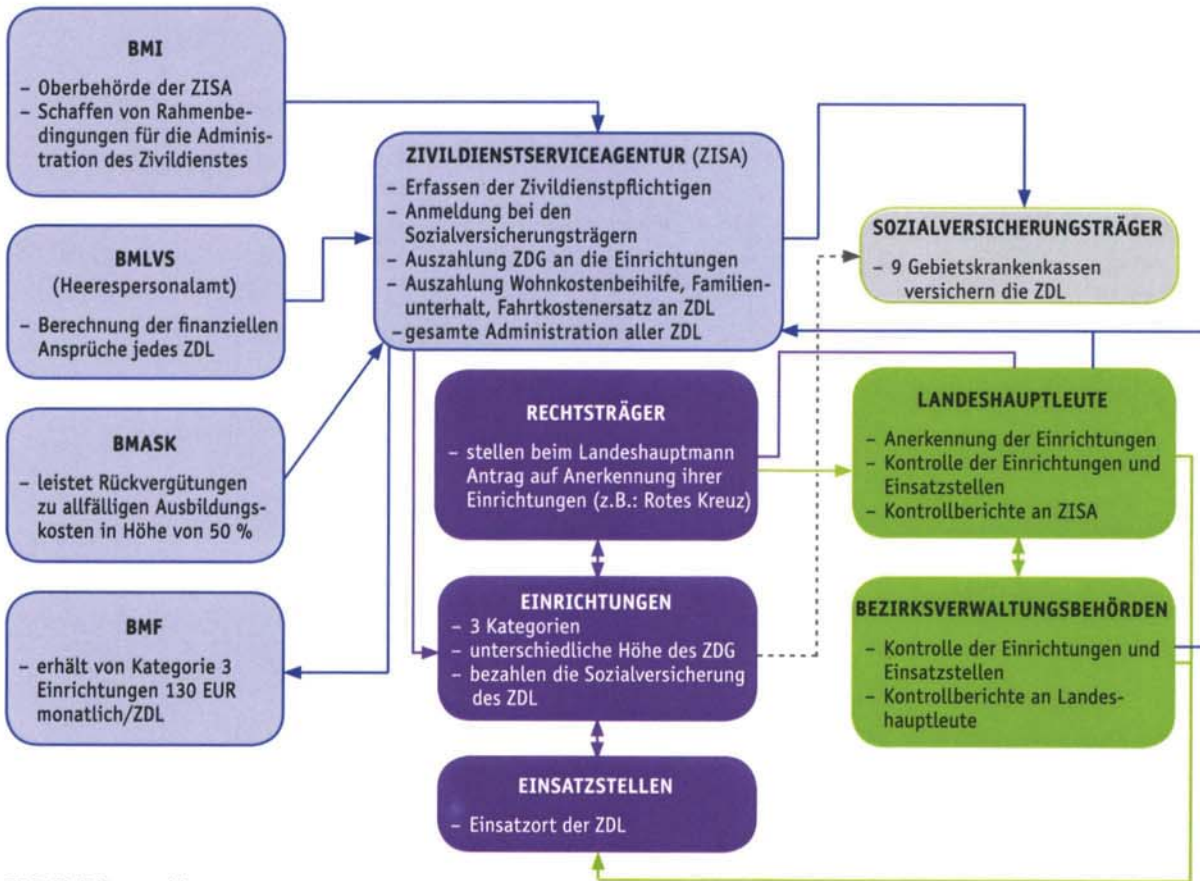 BMI
– Oberbehörde der ZISA
– Schaffen von Rahmenbe-
dingungen für die Adminis-
tration des Zivildienstes
BMLVS
(Heerespersonalamt)
– Berechnung der finanziellen
Ansprüche jedes ZDL
BMASK
– leistet Rückvergütungen
zu allfälligen Ausbildungs-
kosten in Höhe von 50 %
BMF
– erhält von Kategorie 3
Einrichtungen 130 EUR
monatlich/ZDL
ZIVILDIENSTSERVICEAGENTUR (ZISA)
– Erfassen der Zivildienstpflichtigen
– Anmeldung bei den
Sozialversicherungsträgern
– Auszahlung ZDG an die Einrichtungen
– Auszahlung Wohnkostenbeihilfe, Familien-
unterhalt, Fahrtkostenersatz an ZDL
– gesamte Administration aller ZDL
SOZIALVERSICHERUNGSTRÄGER
– 9 Gebietskrankenkassen
versichern die ZDL
RECHTSTRÄGER
– stellen beim Landeshauptmann
Antrag auf Anerkennung ihrer
Einrichtungen (z.B.: Rotes Kreuz)
LANDESHAUPTLEUTE
– Anerkennung der Einrichtungen
– Kontrolle der Einrichtungen und
Einsatzstellen
– Kontrollberichte an ZISA
EINRICHTUNGEN
– 3 Kategorien
– unterschiedliche Höhe des ZDG
– bezahlen die Sozialversicherung
des ZDL
BEZIRKSVERWALTUNGSBEHÖRDEN
– Kontrolle der Einrichtungen und
Einsatzstellen
– Kontrollberichte an Landes-
hauptleute
EINSATZSTELLEN
– Einsatzort der ZDL